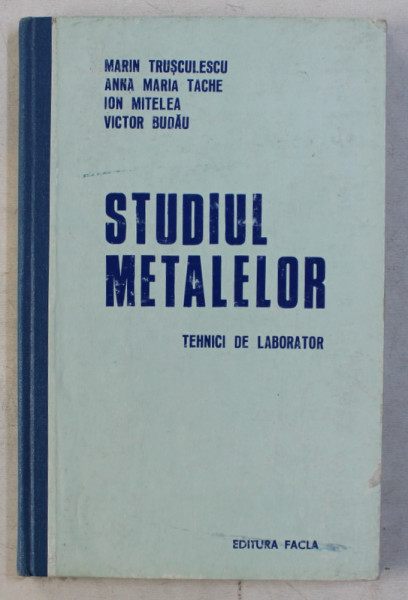 MARIN TRUȘCULESCU
ANNA MARIA TACHE
ION MITELEA
VICTOR BUDĂU
STUDIUL
METALELOR
TEHNICI DE LABORATOR
EDITURA FACLA